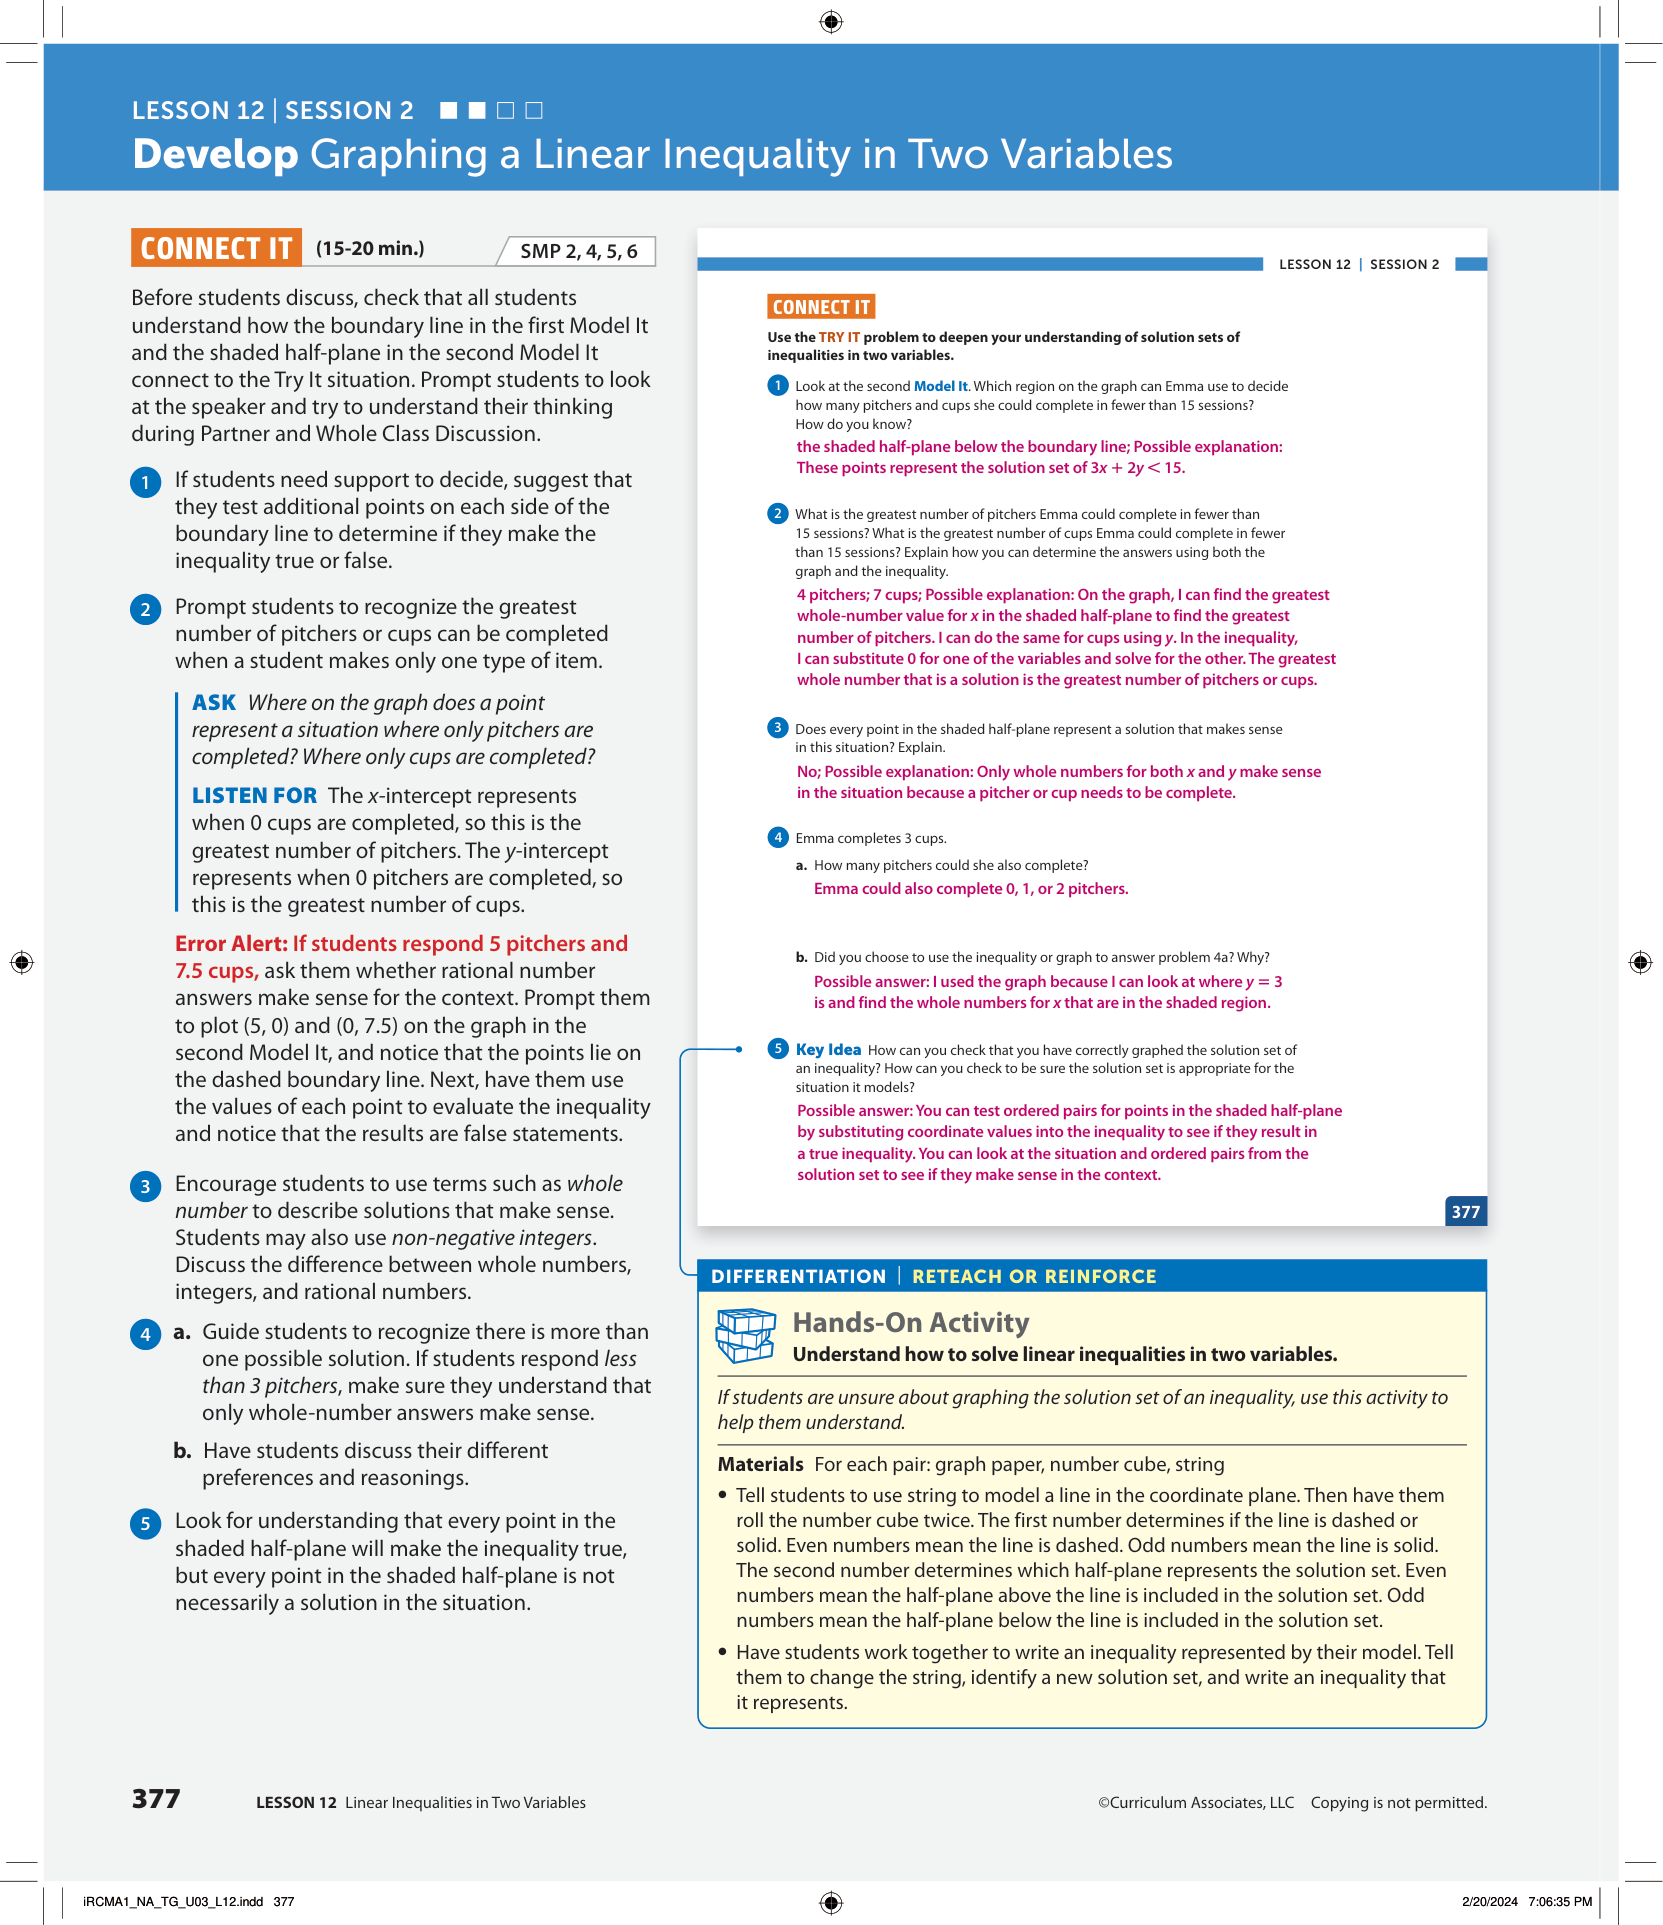 LESSON 12 | SESSION 2
Develop Graphing a Linear Inequality in Two Variables
CONNECT IT (15-20 min.) SMP 2, 4, 5, 6
Before students discuss, check that all students
understand how the boundary line in the first Model It
and the shaded half-plane in the second Model It
connect to the Try It situation. Prompt students to look
at the speaker and try to understand their thinking
during Partner and Whole Class Discussion.
1 If students need support to decide, suggest that
they test additional points on each side of the
boundary line to determine if they make the
inequality true or false.
2 Prompt students to recognize the greatest
number of pitchers or cups can be completed
when a student makes only one type of item.
ASK Where on the graph does a point
represent a situation where only pitchers are
completed? Where only cups are completed?
LISTEN FOR The x-intercept represents
when 0 cups are completed, so this is the
greatest number of pitchers. The y-intercept
represents when 0 pitchers are completed, so
this is the greatest number of cups.
Error Alert: If students respond 5 pitchers and
7.5 cups, ask them whether rational number
answers make sense for the context. Prompt them
to plot (5, 0) and (0, 7.5) on the graph in the
second Model It, and notice that the points lie on
the dashed boundary line. Next, have them use
the values of each point to evaluate the inequality
and notice that the results are false statements.
3 Encourage students to use terms such as whole
number to describe solutions that make sense.
Students may also use non-negative integers.
Discuss the difference between whole numbers,
integers, and rational numbers.
4 a. Guide students to recognize there is more than
one possible solution. If students respond less
than 3 pitchers, make sure they understand that
only whole-number answers make sense.
b. Have students discuss their different
preferences and reasonings.
5 Look for understanding that every point in the
shaded half-plane will make the inequality true,
but every point in the shaded half-plane is not
necessarily a solution in the situation.
LESSON 12 | SESSION 2
CONNECT IT
Use the TRY IT problem to deepen your understanding of solution sets of
inequalities in two variables.
1 Look at the second Model It. Which region on the graph can Emma use to decide
how many pitchers and cups she could complete in fewer than 15 sessions?
How do you know?
the shaded half-plane below the boundary line; Possible explanation:
These points represent the solution set of 3x + 2y < 15.
2 What is the greatest number of pitchers Emma could complete in fewer than
15 sessions? What is the greatest number of cups Emma could complete in fewer
than 15 sessions? Explain how you can determine the answers using both the
graph and the inequality.
4 pitchers; 7 cups; Possible explanation: On the graph, I can find the greatest
whole-number value for x in the shaded half-plane to find the greatest
number of pitchers. I can do the same for cups using y. In the inequality,
I can substitute 0 for one of the variables and solve for the other. The greatest
whole number that is a solution is the greatest number of pitchers or cups.
3 Does every point in the shaded half-plane represent a solution that makes sense
in this situation? Explain.
No; Possible explanation: Only whole numbers for both x and y make sense
in the situation because a pitcher or cup needs to be complete.
4 Emma completes 3 cups.
a. How many pitchers could she also complete?
Emma could also complete 0, 1, or 2 pitchers.
b. Did you choose to use the inequality or graph to answer problem 4a? Why?
Possible answer: I used the graph because I can look at where y = 3
is and find the whole numbers for x that are in the shaded region.
5 Key Idea How can you check that you have correctly graphed the solution set of
an inequality? How can you check to be sure the solution set is appropriate for the
situation it models?
Possible answer: You can test ordered pairs for points in the shaded half-plane
by substituting coordinate values into the inequality to see if they result in
a true inequality. You can look at the situation and ordered pairs from the
solution set to see if they make sense in the context.
377
DIFFERENTIATION | RETEACH OR REINFORCE
Hands-On Activity
Understand how to solve linear inequalities in two variables.
If students are unsure about graphing the solution set of an inequality, use this activity to
help them understand.
Materials For each pair: graph paper, number cube, string
• Tell students to use string to model a line in the coordinate plane. Then have them
roll the number cube twice. The first number determines if the line is dashed or
solid. Even numbers mean the line is dashed. Odd numbers mean the line is solid.
The second number determines which half-plane represents the solution set. Even
numbers mean the half-plane above the line is included in the solution set. Odd
numbers mean the half-plane below the line is included in the solution set.
• Have students work together to write an inequality represented by their model. Tell
them to change the string, identify a new solution set, and write an inequality that
it represents.
377 LESSON 12 Linear Inequalities in Two Variables ©Curriculum Associates, LLC Copying is not permitted.
iRCMA1_NA_TG_U03_L12.indd 377 2/20/2024 7:06:35 PM